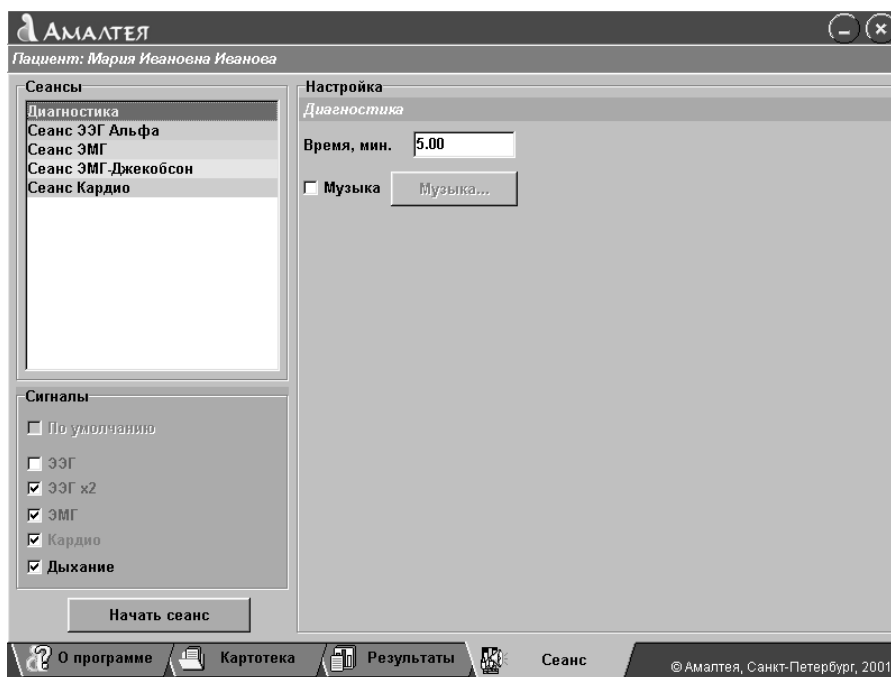 Амалтея
Пациент: Мария Ивановна Иванова
Сеансы
Диагностика
Сеанс ЭЭГ Альфа
Сеанс ЭМГ
Сеанс ЭМГ-Джекобсон
Сеанс Кардио
Настройка
Диагностика
Время, мин. 5.00
Музыка Музыка...
Сигналы
По умолчанию
ЭЭГ
ЭЭГ x2
ЭМГ
Кардио
Дыхание
Начать сеанс
О программе Картотека Результаты Сеанс © Амалтея, Санкт-Петербург, 2001